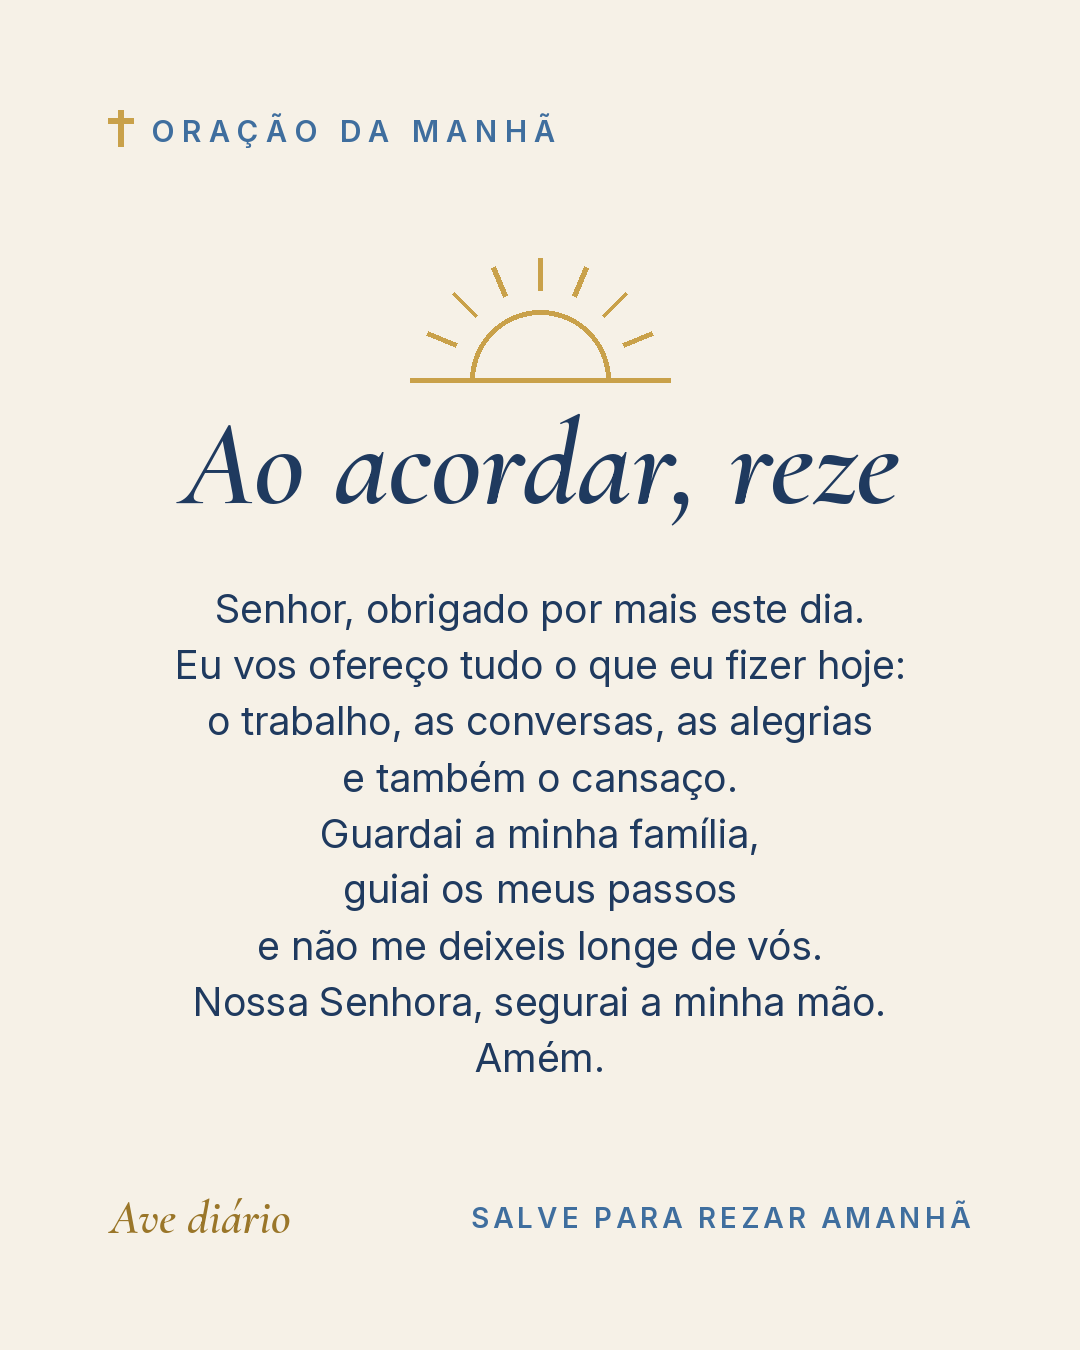 ORAÇÃO DA MANHÃ
Ao acordar, reze
Senhor, obrigado por mais este dia.
Eu vos ofereço tudo o que eu fizer hoje:
o trabalho, as conversas, as alegrias
e também o cansaço.
Guardai a minha família,
guiai os meus passos
e não me deixeis longe de vós.
Nossa Senhora, segurai a minha mão.
Amém.
Ave diário
SALVE PARA REZAR AMANHÃ